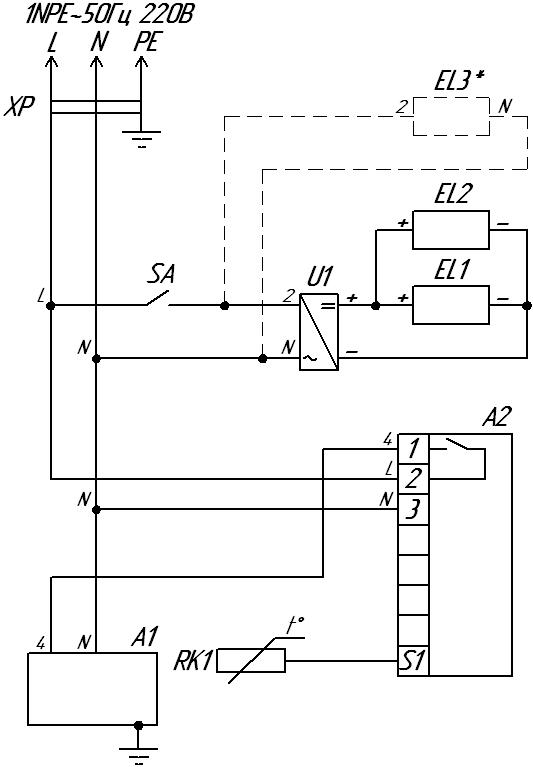 1NPE~50Гц 220В
L N PE
XP
EL3*
2 N
EL2
+ −
SA U1 EL1
L 2 + + −
N N −
=
~
A2
4 1
L 2
N N 3
4 N A1
t°
RK1 S1